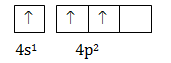 ↑ ↑ ↑
4s¹ 4p²